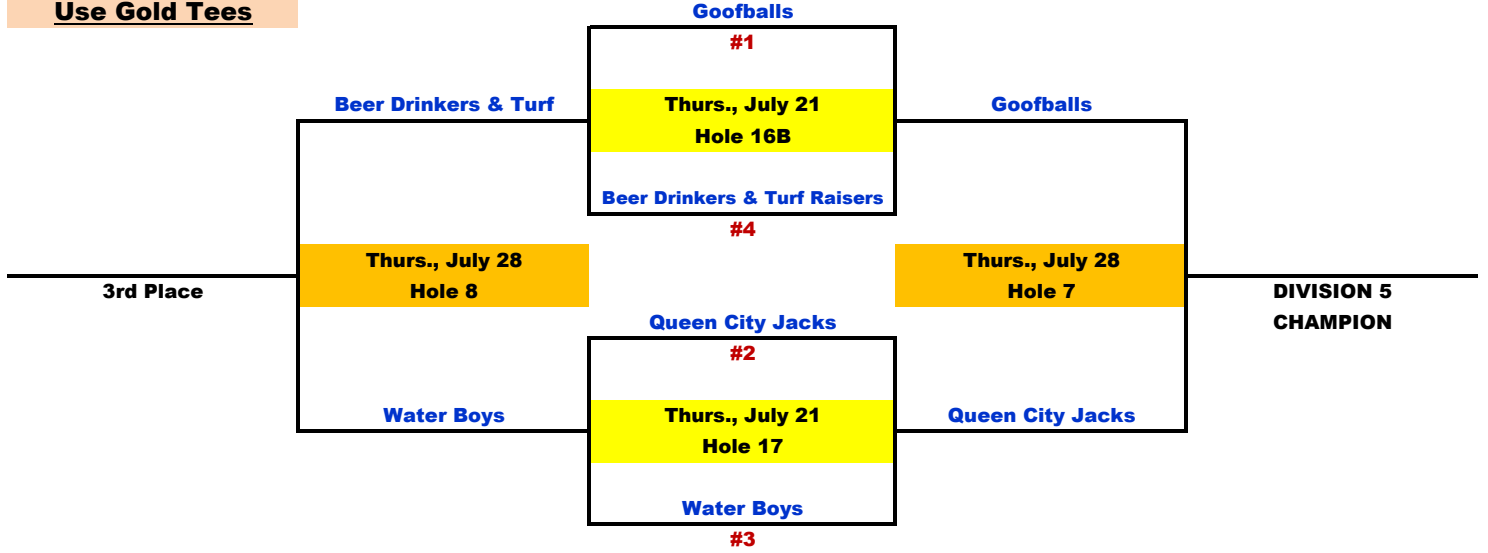 Use Gold Tees
Goofballs
#1
Beer Drinkers & Turf
Thurs., July 21
Hole 16B
Goofballs
Beer Drinkers & Turf Raisers
#4
Thurs., July 28
Hole 8
Thurs., July 28
Hole 7
3rd Place
DIVISION 5
CHAMPION
Queen City Jacks
#2
Water Boys
Thurs., July 21
Hole 17
Queen City Jacks
Water Boys
#3